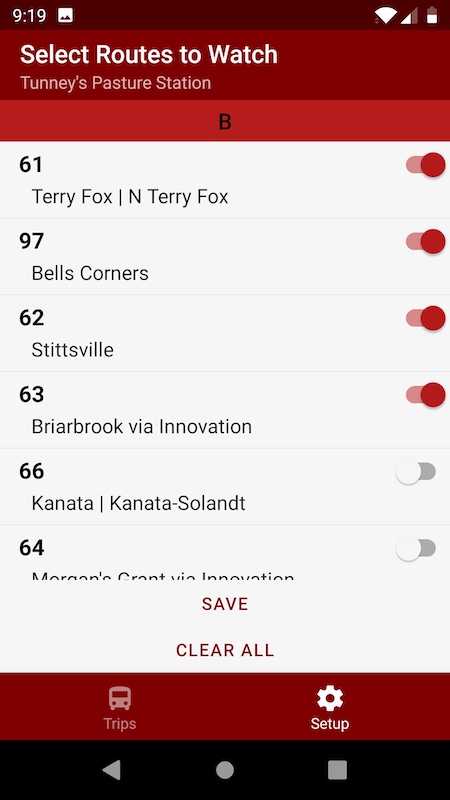 9:19
Select Routes to Watch
Tunney's Pasture Station
B
61
Terry Fox | N Terry Fox
97
Bells Corners
62
Stittsville
63
Briarbrook via Innovation
66
Kanata | Kanata-Solandt
64
Morgan's Grant via Innovation
SAVE
CLEAR ALL
Trips
Setup